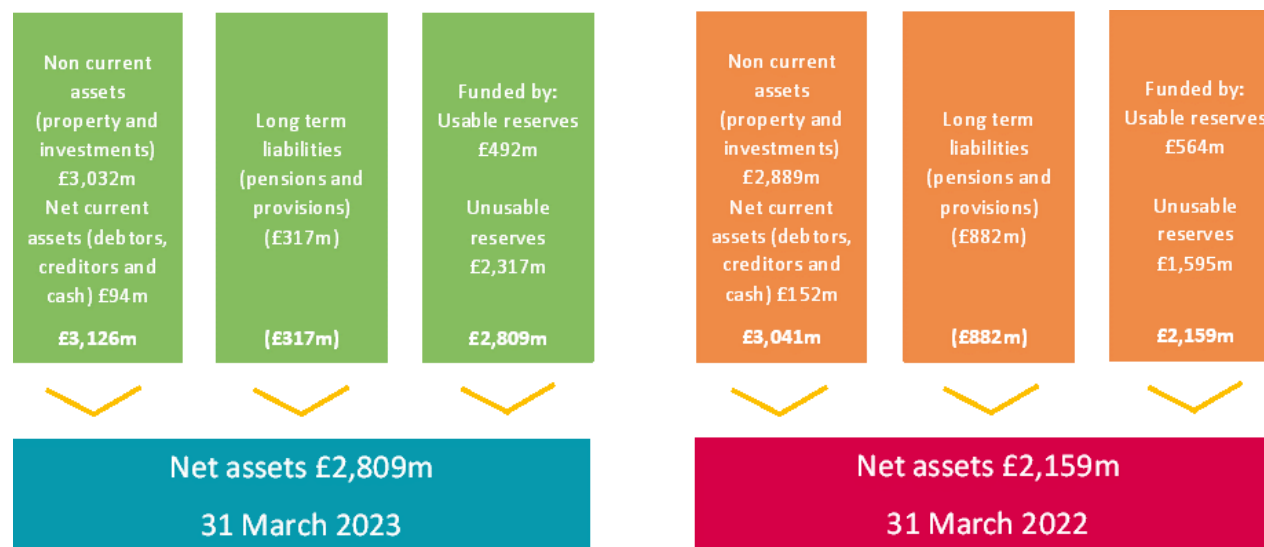 Non current
assets
(property and
investments)
£3,032m
Net current
assets (debtors,
creditors and
cash) £94m
£3,126m
Long term
liabilities
(pensions and
provisions)
(£317m)
(£317m)
Funded by:
Usable reserves
£492m
Unusable
reserves
£2,317m
£2,809m
Net assets £2,809m
31 March 2023
Non current
assets
(property and
investments)
£2,889m
Net current
assets (debtors,
creditors and
cash) £152m
£3,041m
Long term
liabilities
(pensions and
provisions)
(£882m)
(£882m)
Funded by:
Usable reserves
£564m
Unusable
reserves
£1,595m
£2,159m
Net assets £2,159m
31 March 2022